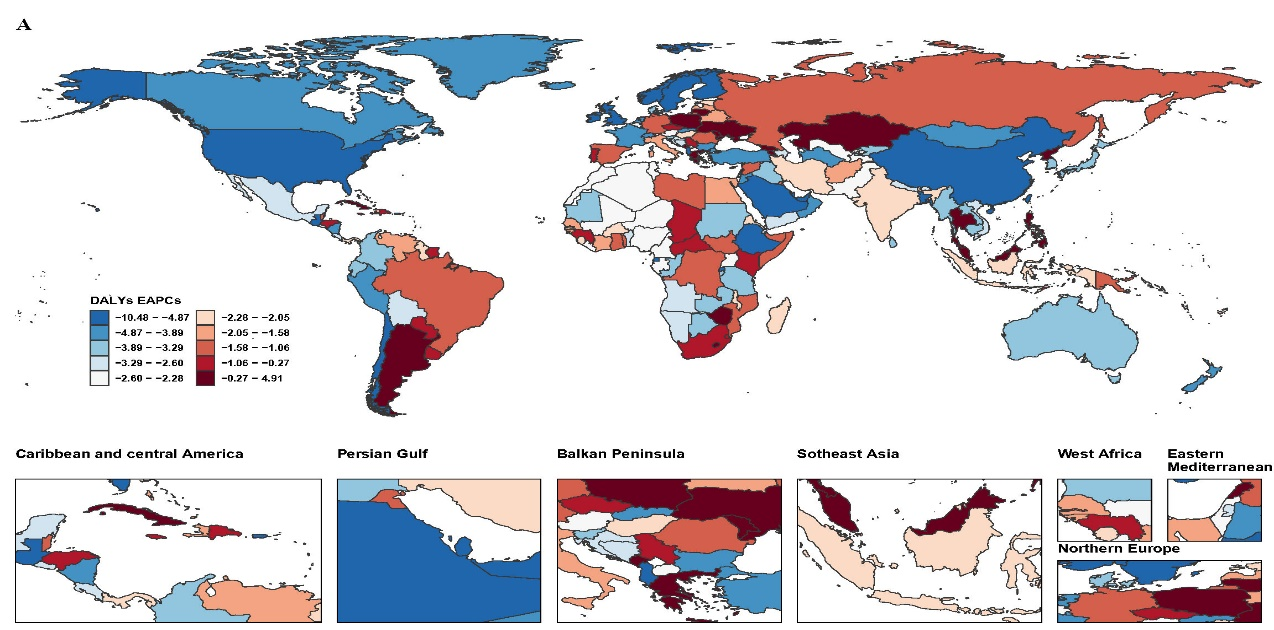 A
DALYs EAPCs
−10.48 − −4.87
−4.87 − −3.89
−3.89 − −3.29
−3.29 − −2.60
−2.60 − −2.28
−2.28 − −2.05
−2.05 − −1.58
−1.58 − −1.06
−1.06 − −0.27
−0.27 − 4.91
Caribbean and central America
Persian Gulf
Balkan Peninsula
Sotheast Asia
West Africa
Eastern
Mediterranean
Northern Europe